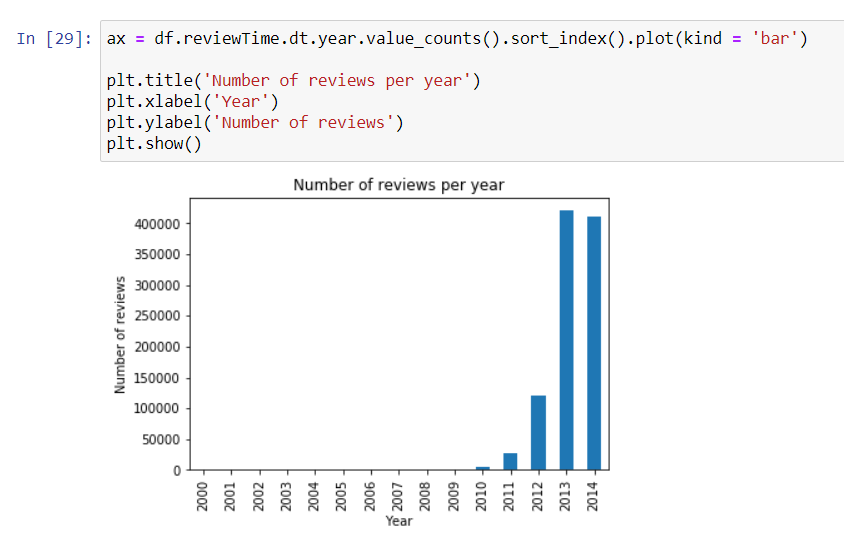 In [29]: ax = df.reviewTime.dt.year.value_counts().sort_index().plot(kind = 'bar')
plt.title('Number of reviews per year')
plt.xlabel('Year')
plt.ylabel('Number of reviews')
plt.show()
Number of reviews per year
Number of reviews
400000
350000
300000
250000
200000
150000
100000
50000
0
2000 2001 2002 2003 2004 2005 2006 2007 2008 2009 2010 2011 2012 2013 2014
Year